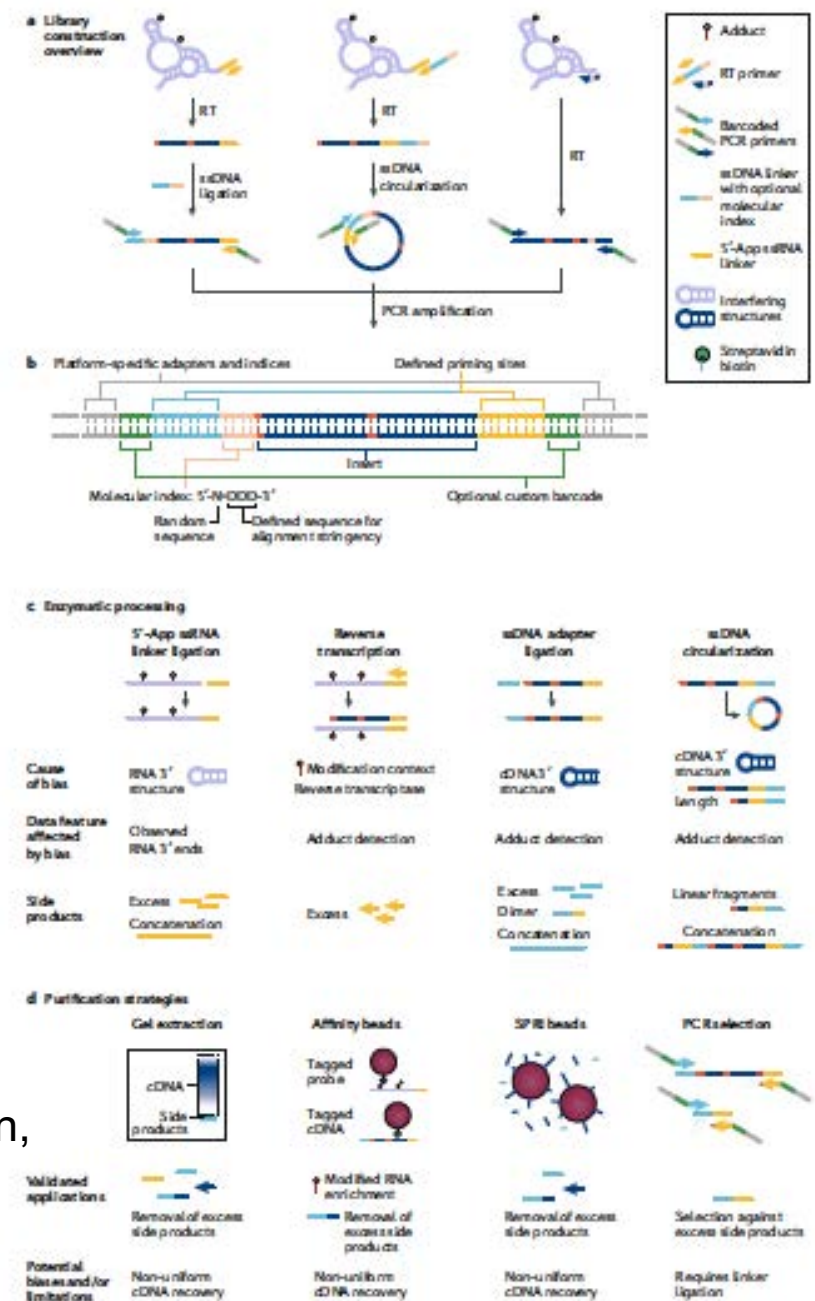 a Library
construction
overview
RT
RT
RT
ssDNA
ligation
ssDNA
circularization
PCR amplification
Adduct
RT primer
Barcoded
PCR primers
ssDNA linker
with optional
molecular
index
5′-App ssRNA
linker
Interfering
structures
Streptavidin
biotin
b Platform-specific adapters and indices
Defined priming sites
Insert
Molecular index: 5′-N-DDD-3′
Optional custom barcode
Random
sequence
Defined sequence for
alignment stringency
c Enzymatic processing
5′-App ssRNA
linker ligation
Reverse
transcription
ssDNA adapter
ligation
ssDNA
circularization
Cause
of bias
RNA 3′
structure
Modification context
Reverse transcriptase
cDNA 3′
structure
cDNA 3′
structure
Length
Data feature
affected
by bias
Observed
RNA 3′ ends
Adduct detection
Adduct detection
Adduct detection
Side
products
Excess
Concatenation
Excess
Excess
Dimer
Concatenation
Linear fragments
Concatenation
d Purification strategies
Gel extraction
Affinity beads
SPRI beads
PCR selection
cDNA
Side
products
Tagged
probe
Tagged
cDNA
n,
Validated
applications
Removal of excess
side products
Modified RNA
enrichment
Removal of
excess side
products
Removal of excess
side products
Selection against
excess side products
Potential
biases and/or
limitations
Non-uniform
cDNA recovery
Non-uniform
cDNA recovery
Non-uniform
cDNA recovery
Requires linker
ligation